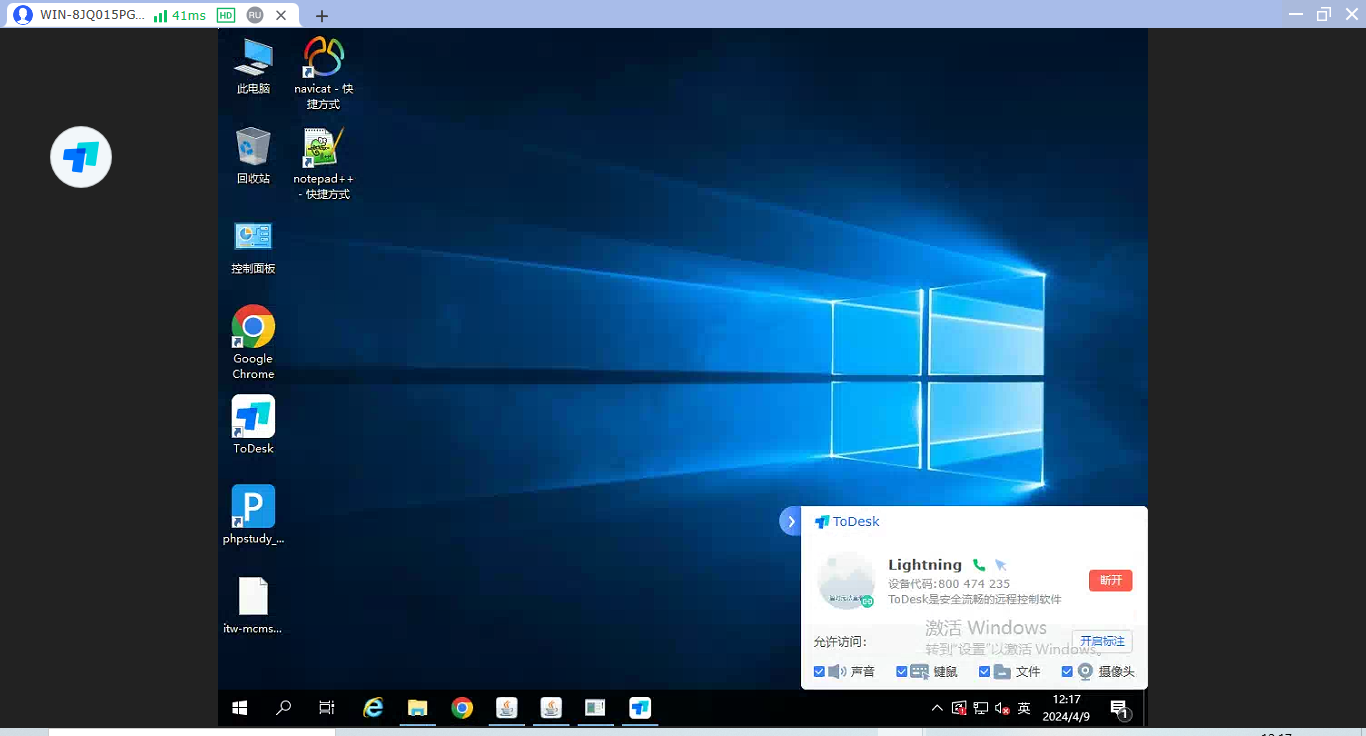 WIN-8JQ015PG...
41ms
HD
RU
此电脑
navicat - 快
捷方式
回收站
notepad++
- 快捷方式
控制面板
Google
Chrome
ToDesk
P
phpstudy_...
itw-mcms...
ToDesk
Lightning
设备代码:800 474 235
ToDesk是安全流畅的远程控制软件
断开
激活 Windows
转到"设置"以激活 Windows。
允许访问:
开启标注
声音
键鼠
文件
摄像头
英
12:17
2024/4/9
1